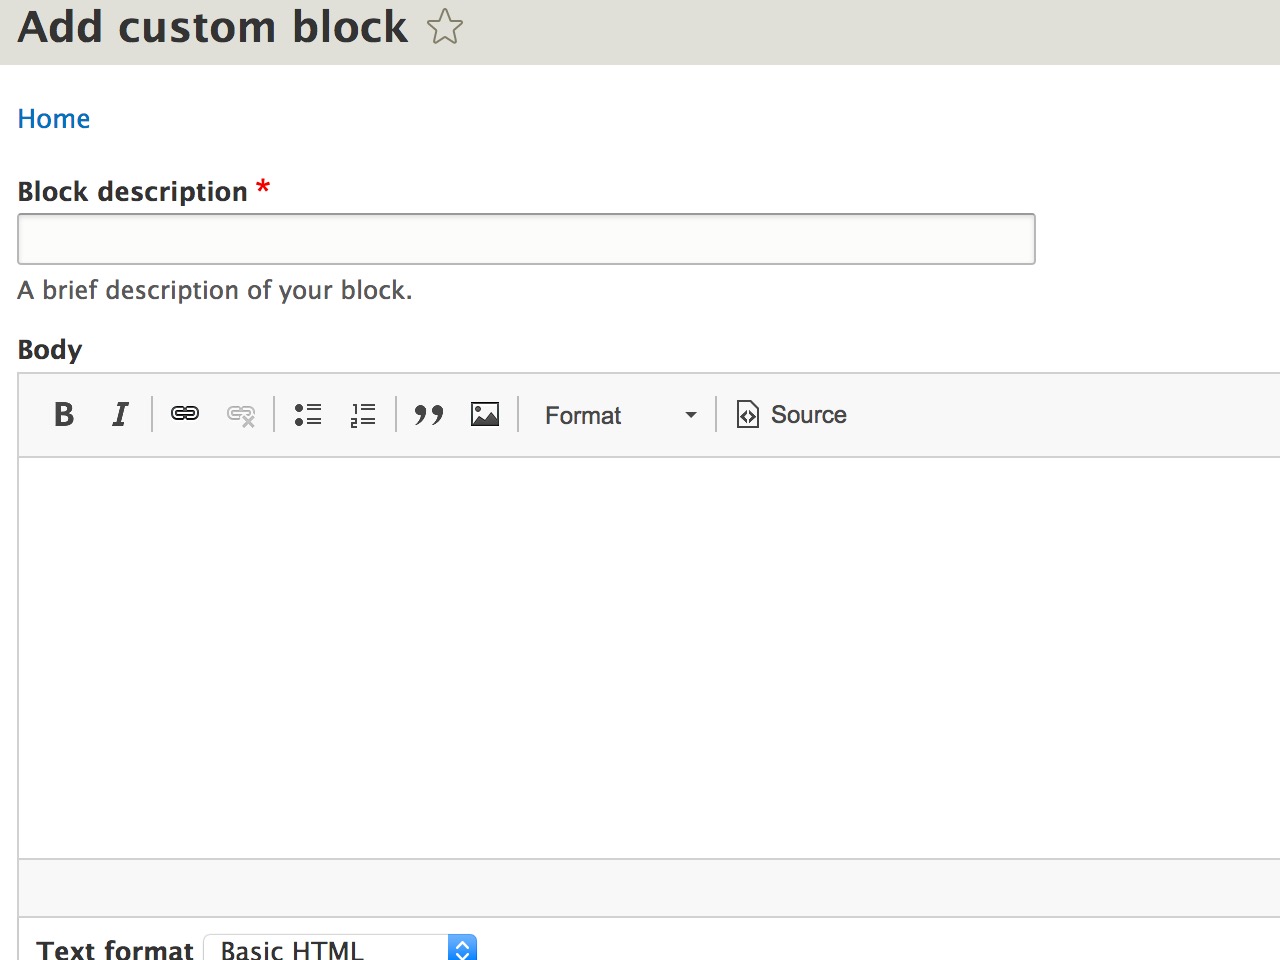 Add custom block
Home
Block description *
A brief description of your block.
Body
B I Format Source
Text format Basic HTML